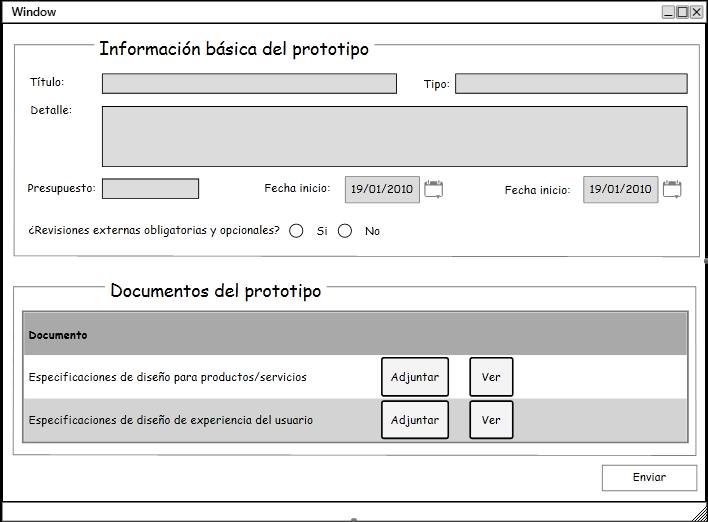 Window
Información básica del prototipo
Título:
Tipo:
Detalle:
Presupuesto:
Fecha inicio: 19/01/2010
Fecha inicio: 19/01/2010
¿Revisiones externas obligatorias y opcionales? Si No
Documentos del prototipo
Documento
Especificaciones de diseño para productos/servicios Adjuntar Ver
Especificaciones de diseño de experiencia del usuario Adjuntar Ver
Enviar